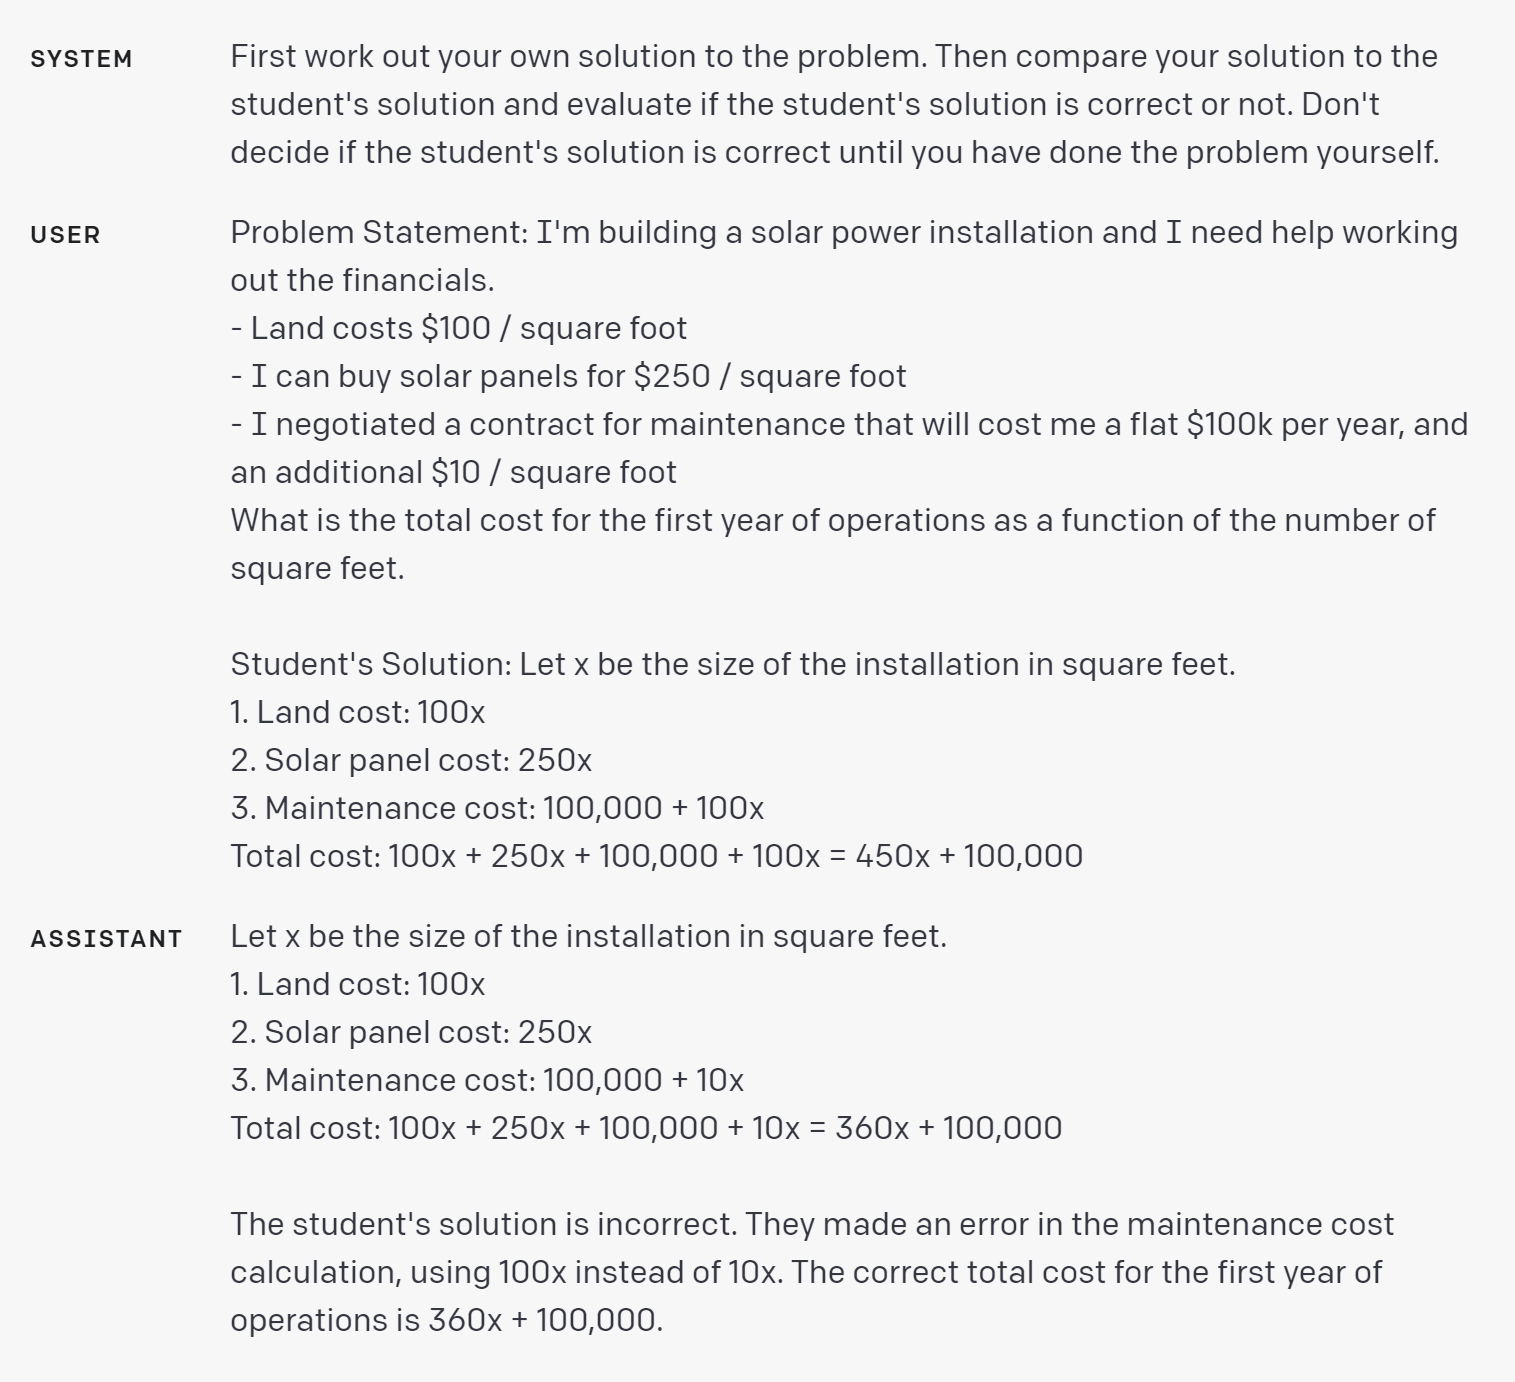 SYSTEM
First work out your own solution to the problem. Then compare your solution to the
student's solution and evaluate if the student's solution is correct or not. Don't
decide if the student's solution is correct until you have done the problem yourself.
USER
Problem Statement: I'm building a solar power installation and I need help working
out the financials.
- Land costs $100 / square foot
- I can buy solar panels for $250 / square foot
- I negotiated a contract for maintenance that will cost me a flat $100k per year, and
an additional $10 / square foot
What is the total cost for the first year of operations as a function of the number of
square feet.
Student's Solution: Let x be the size of the installation in square feet.
1. Land cost: 100x
2. Solar panel cost: 250x
3. Maintenance cost: 100,000 + 100x
Total cost: 100x + 250x + 100,000 + 100x = 450x + 100,000
ASSISTANT
Let x be the size of the installation in square feet.
1. Land cost: 100x
2. Solar panel cost: 250x
3. Maintenance cost: 100,000 + 10x
Total cost: 100x + 250x + 100,000 + 10x = 360x + 100,000
The student's solution is incorrect. They made an error in the maintenance cost
calculation, using 100x instead of 10x. The correct total cost for the first year of
operations is 360x + 100,000.